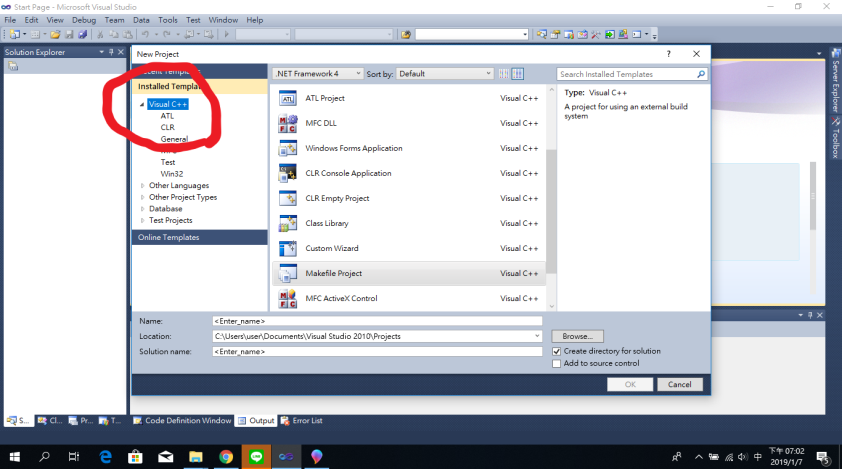 Start Page - Microsoft Visual Studio
File Edit View Debug Team Data Tools Test Window Help
Solution Explorer
New Project
Recent Templates
Installed Templates
Visual C++
ATL
CLR
General
MFC
Test
Win32
Other Languages
Other Project Types
Database
Test Projects
Online Templates
.NET Framework 4 Sort by: Default
ATL Project Visual C++
MFC DLL Visual C++
Windows Forms Application Visual C++
CLR Console Application Visual C++
CLR Empty Project Visual C++
Class Library Visual C++
Custom Wizard Visual C++
Makefile Project Visual C++
MFC ActiveX Control Visual C++
Search Installed Templates
Type: Visual C++
A project for using an external build
system
Server Explorer
Toolbox
Name: <Enter_name>
Location: C:\Users\user\Documents\Visual Studio 2010\Projects Browse...
Solution name: <Enter_name>
Create directory for solution
Add to source control
OK Cancel
S... Cl... Pr... T... Code Definition Window Output Error List
中 下午 07:02
2019/1/7
5